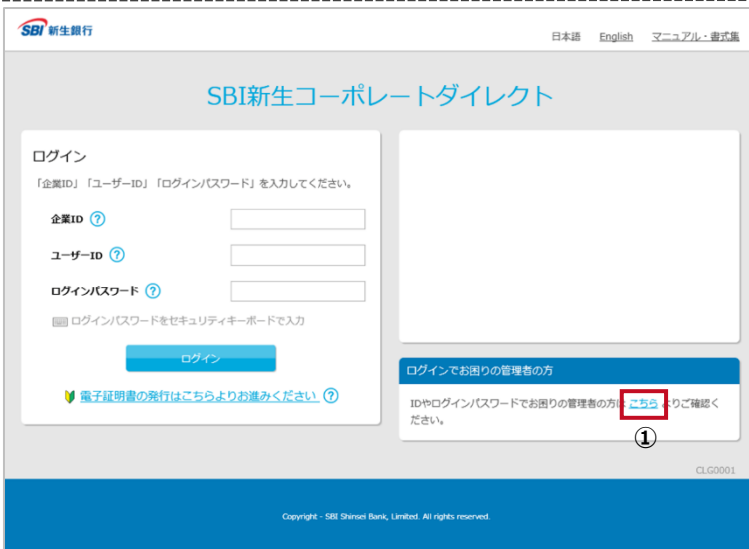 SBI 新生銀行
日本語 English マニュアル・書式集
SBI新生コーポレートダイレクト
ログイン
「企業ID」「ユーザーID」「ログインパスワード」を入力してください。
企業ID ?
ユーザーID ?
ログインパスワード ?
ログインパスワードをセキュリティキーボードで入力
ログイン
電子証明書の発行はこちらよりお進みください ?
ログインでお困りの管理者の方
IDやログインパスワードでお困りの管理者の方は こちら よりご確認く
ださい。
①
CLG0001
Copyright - SBI Shinsei Bank, Limited. All rights reserved.